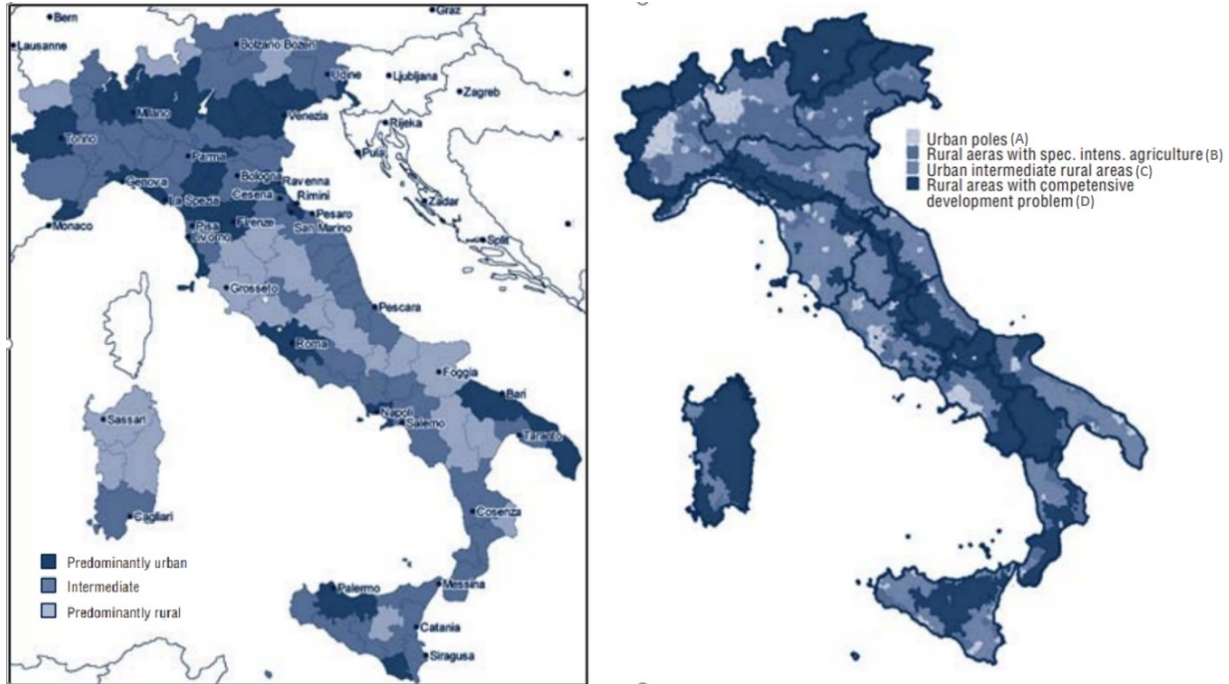 Bern
Graz
Lausanne
Bolzano Bozen
Udine
Ljubljana
Zagreb
Milano
Venezia
Rijeka
Torino
Pula
Parma
Genova
Bologna
Ravenna
Cesena
Rimini
La Spezia
Zadar
Pisa
Firenze
Pesaro
San Marino
Monaco
Livorno
Split
Grosseto
Pescara
Roma
Foggia
Bari
Sassari
Napoli
Salerno
Taranto
Cosenza
Cagliari
Predominantly urban
Intermediate
Predominantly rural
Palermo
Messina
Catania
Siragusa
Urban poles (A)
Rural aeras with spec. intens. agriculture (B)
Urban intermediate rural areas (C)
Rural areas with competensive
development problem (D)